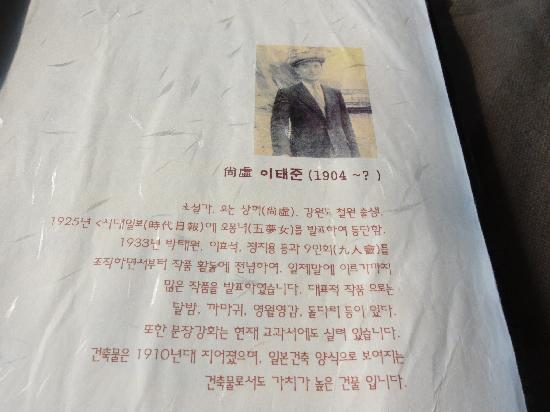 尙虛 이태준 (1904 ~? )
소설가, 호는 상허(尙虛). 강원도 철원 출생.
1925년 <시대일보(時代日報)에 오몽녀(五夢女)를 발표하여 등단함.
1933년 박태원, 이효석, 정지용 등과 9인회(九人會)를
조직하면서부터 작품 활동에 전념하여, 일제말에 이르기까지
많은 작품을 발표하였습니다. 대표적 작품 으로는
달밤, 까마귀, 영월영감, 돌다리 등이 있다.
또한 문장강화는 현재 교과서에도 실려 있습니다.
건축물은 1910년대 지어졌으며, 일본건축 양식으로 보여지는
건축물로서도 가치가 높은 건물 입니다.